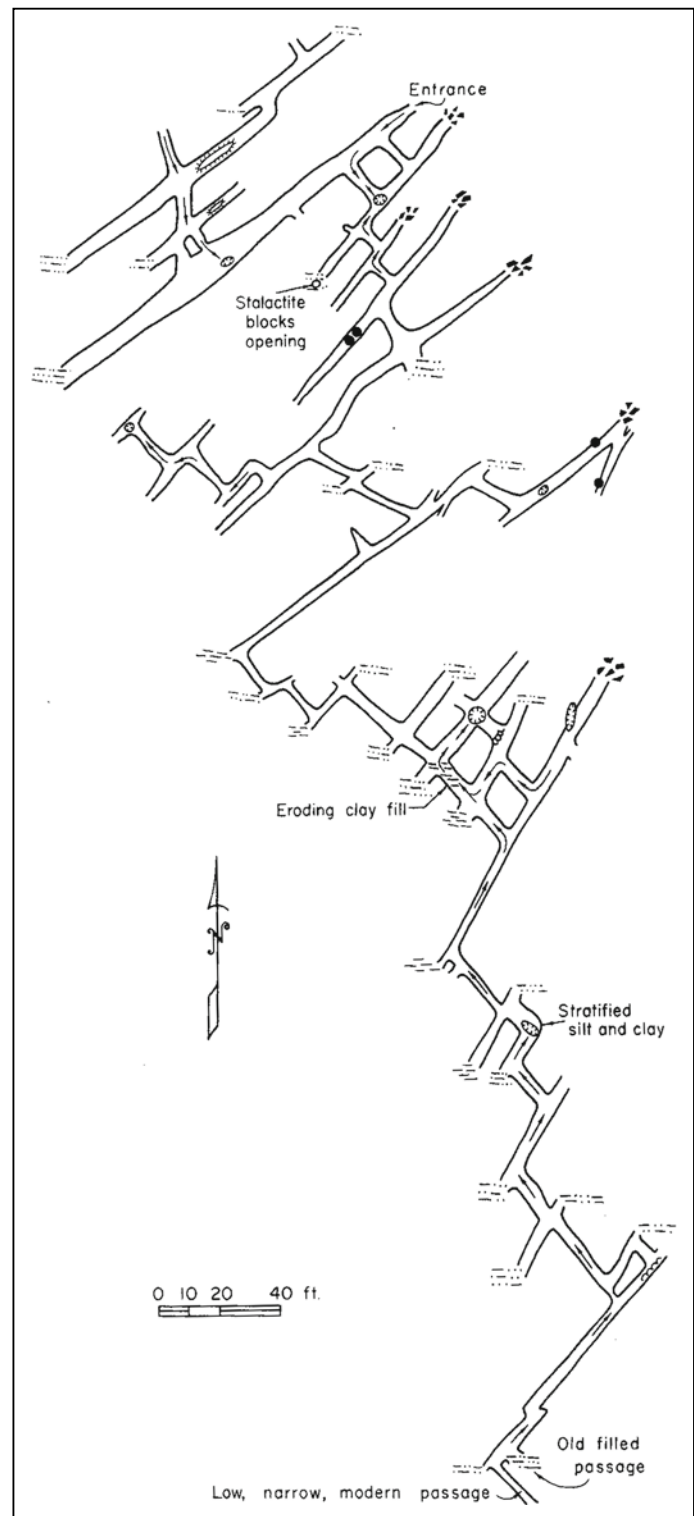 Entrance
Stalactite
blocks
opening
Eroding clay fill
N
Stratified
silt and clay
0 10 20 40 ft.
Old filled
passage
Low, narrow, modern passage